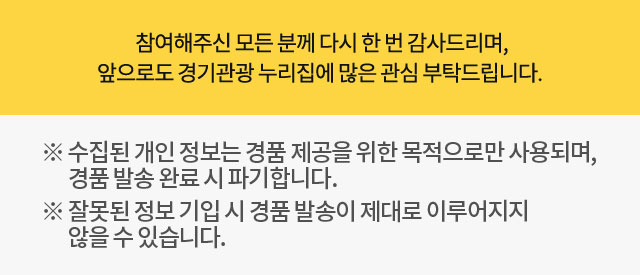 참여해주신 모든 분께 다시 한 번 감사드리며,
앞으로도 경기관광 누리집에 많은 관심 부탁드립니다.
※ 수집된 개인 정보는 경품 제공을 위한 목적으로만 사용되며,
경품 발송 완료 시 파기합니다.
※ 잘못된 정보 기입 시 경품 발송이 제대로 이루어지지
않을 수 있습니다.